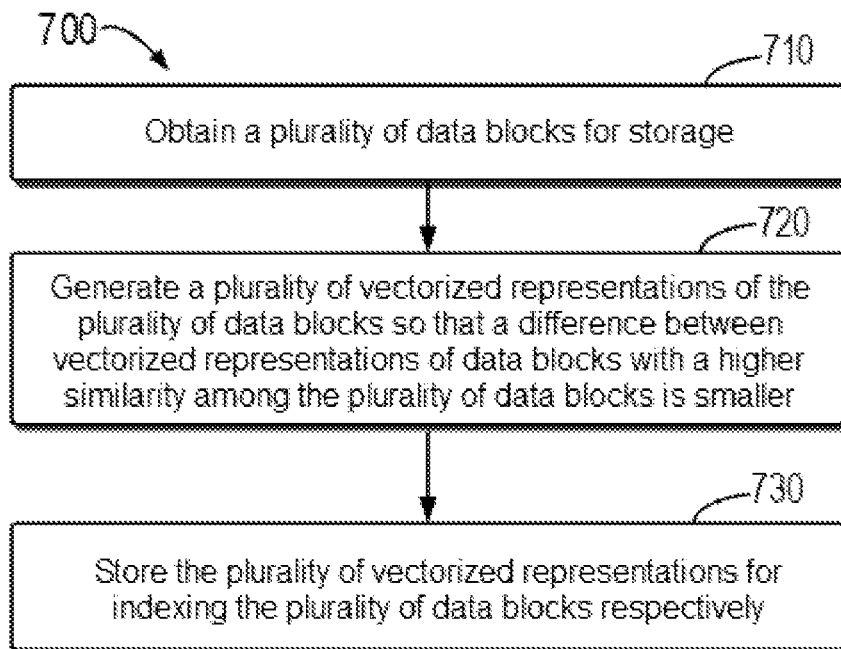 700
710
Obtain a plurality of data blocks for storage
720
Generate a plurality of vectorized representations of the
plurality of data blocks so that a difference between
vectorized representations of data blocks with a higher
similarity among the plurality of data blocks is smaller
730
Store the plurality of vectorized representations for
indexing the plurality of data blocks respectively